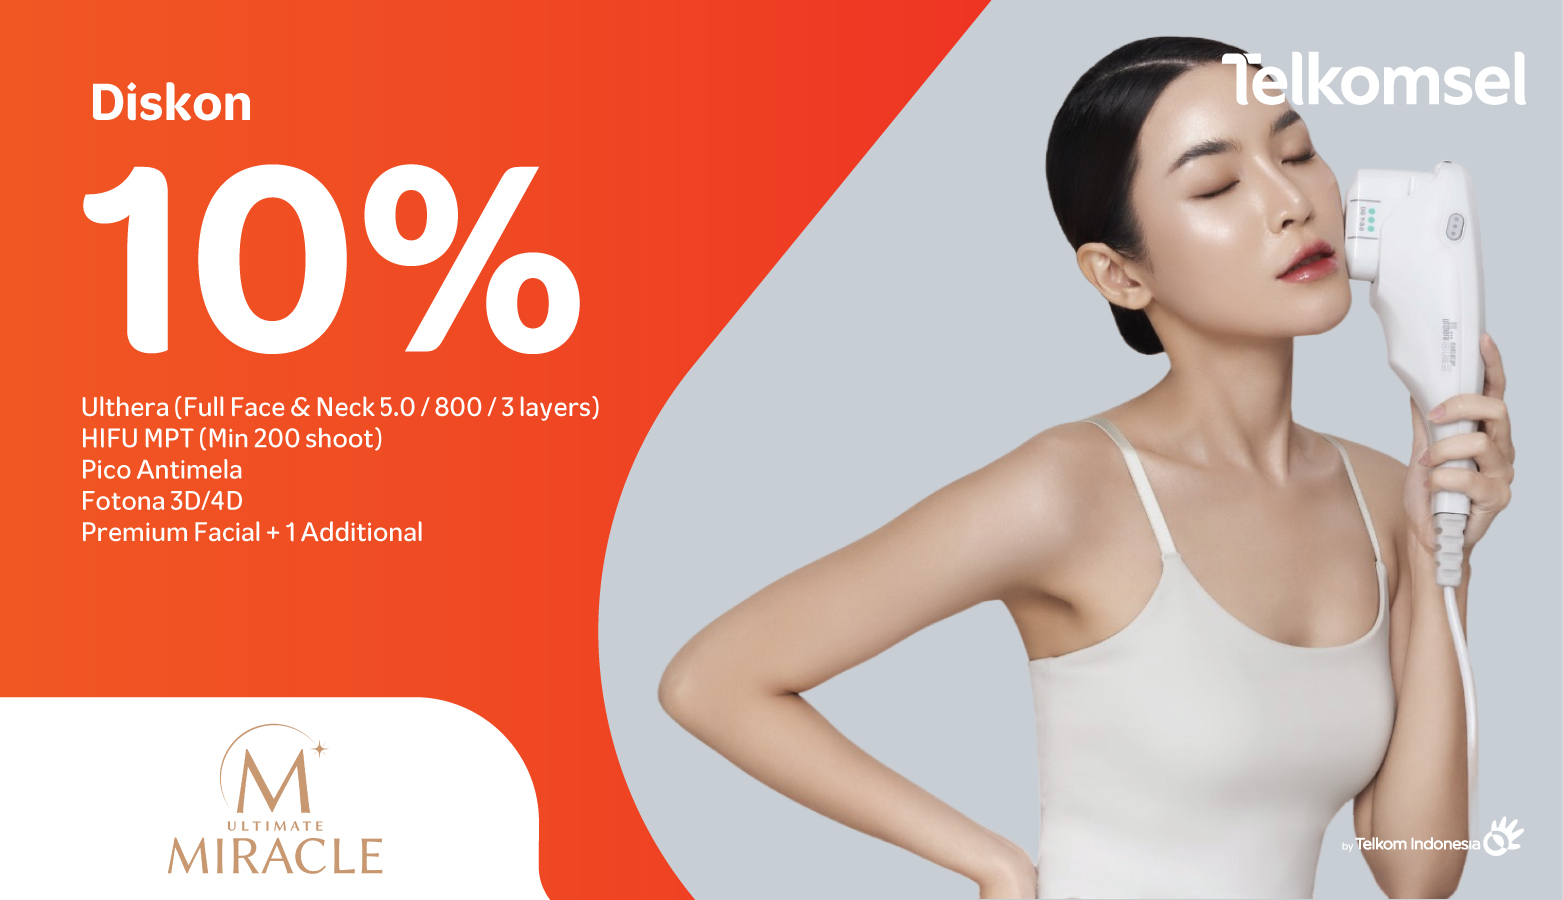 Diskon
10%
Ulthera (Full Face & Neck 5.0 / 800 / 3 layers)
HIFU MPT (Min 200 shoot)
Pico Antimela
Fotona 3D/4D
Premium Facial + 1 Additional
M
ULTIMATE
MIRACLE
Telkomsel
by Telkom Indonesia